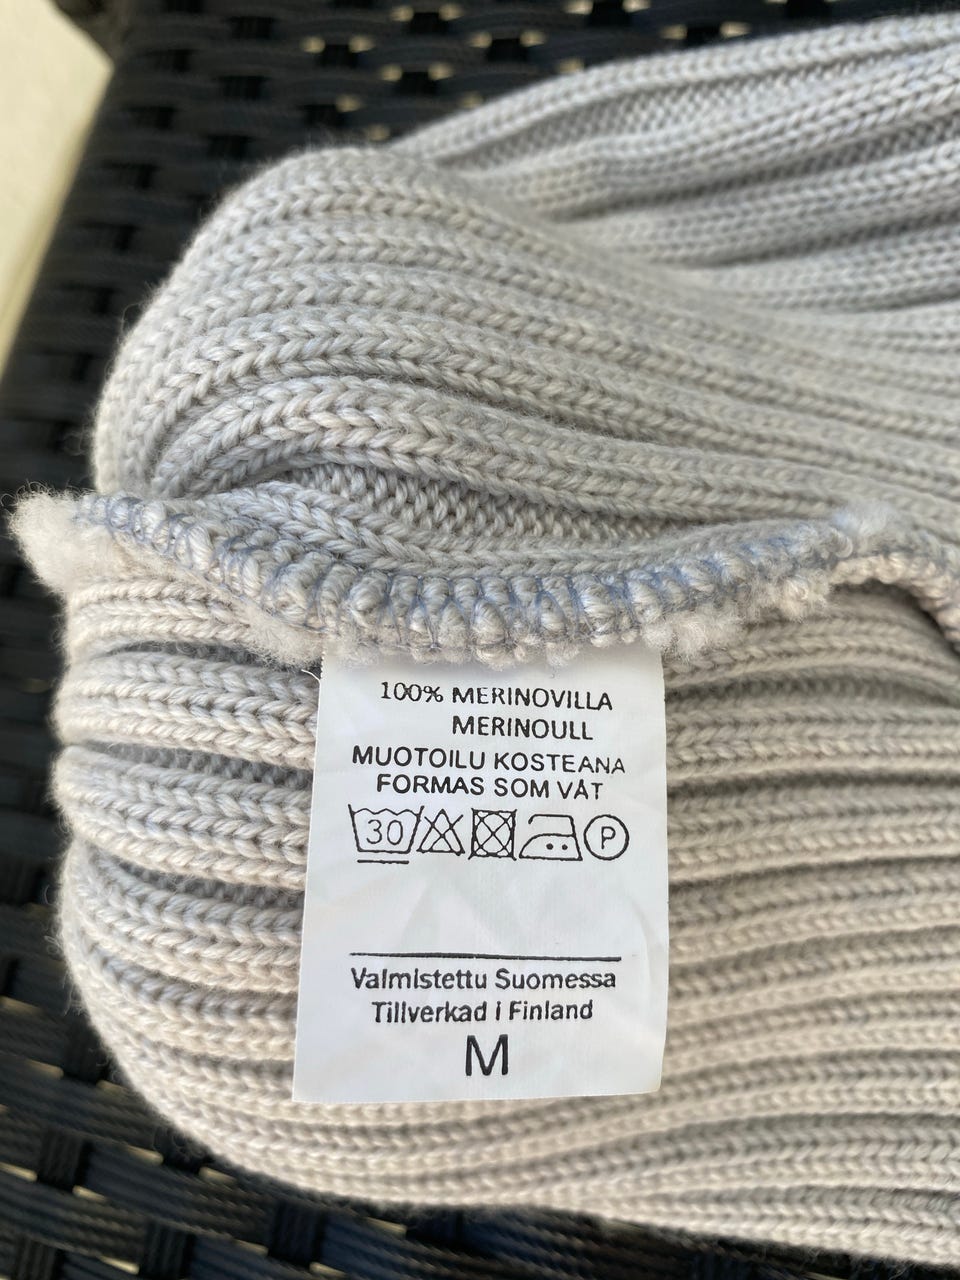 100% MERINOVILLA
MERINOULL
MUOTOILU KOSTEANA
FORMAS SOM VÅT
30 P
Valmistettu Suomessa
Tillverkad i Finland
M